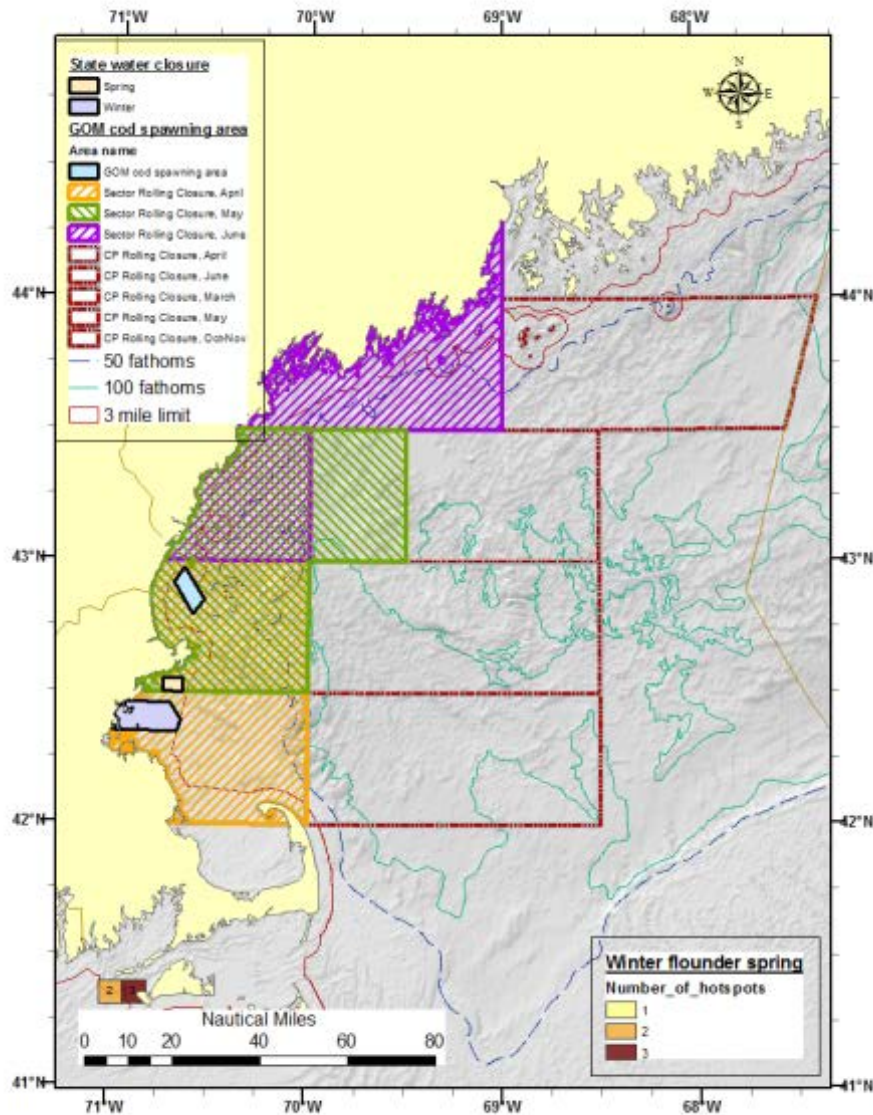 71°W 70°W 69°W 68°W
State water closure
Spring
Winter
GOM cod spawning area
Area name
GOM cod spawning area
Sector Rolling Closure, April
Sector Rolling Closure, May
Sector Rolling Closure, June
CP Rolling Closure, April
CP Rolling Closure, June
CP Rolling Closure, March
CP Rolling Closure, May
CP Rolling Closure, Oct-Nov
50 fathoms
100 fathoms
3 mile limit
N
W E
S
44°N 44°N
43°N 43°N
42°N 42°N
2 3
Nautical Miles
0 5 10 20 40 60 80
Winter flounder spring
Number_of_hotspots
1
2
3
41°N 41°N
71°W 70°W 69°W 68°W